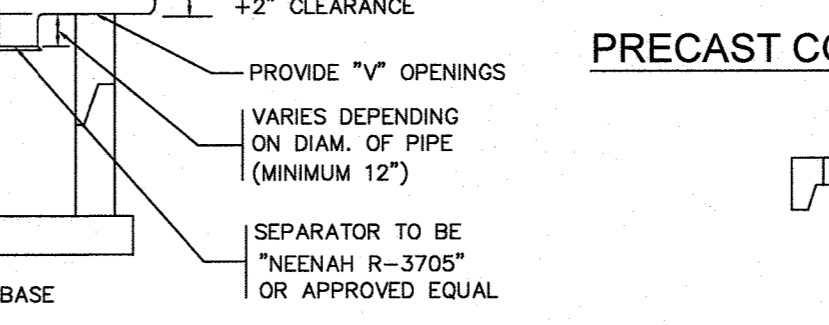 +2" CLEARANCE
PRECAST
PROVIDE "V" OPENINGS
VARIES DEPENDING
ON DIAM. OF PIPE
(MINIMUM 12")
SEPARATOR TO BE
"NEENAH R-3705"
OR APPROVED EQUAL
BASE